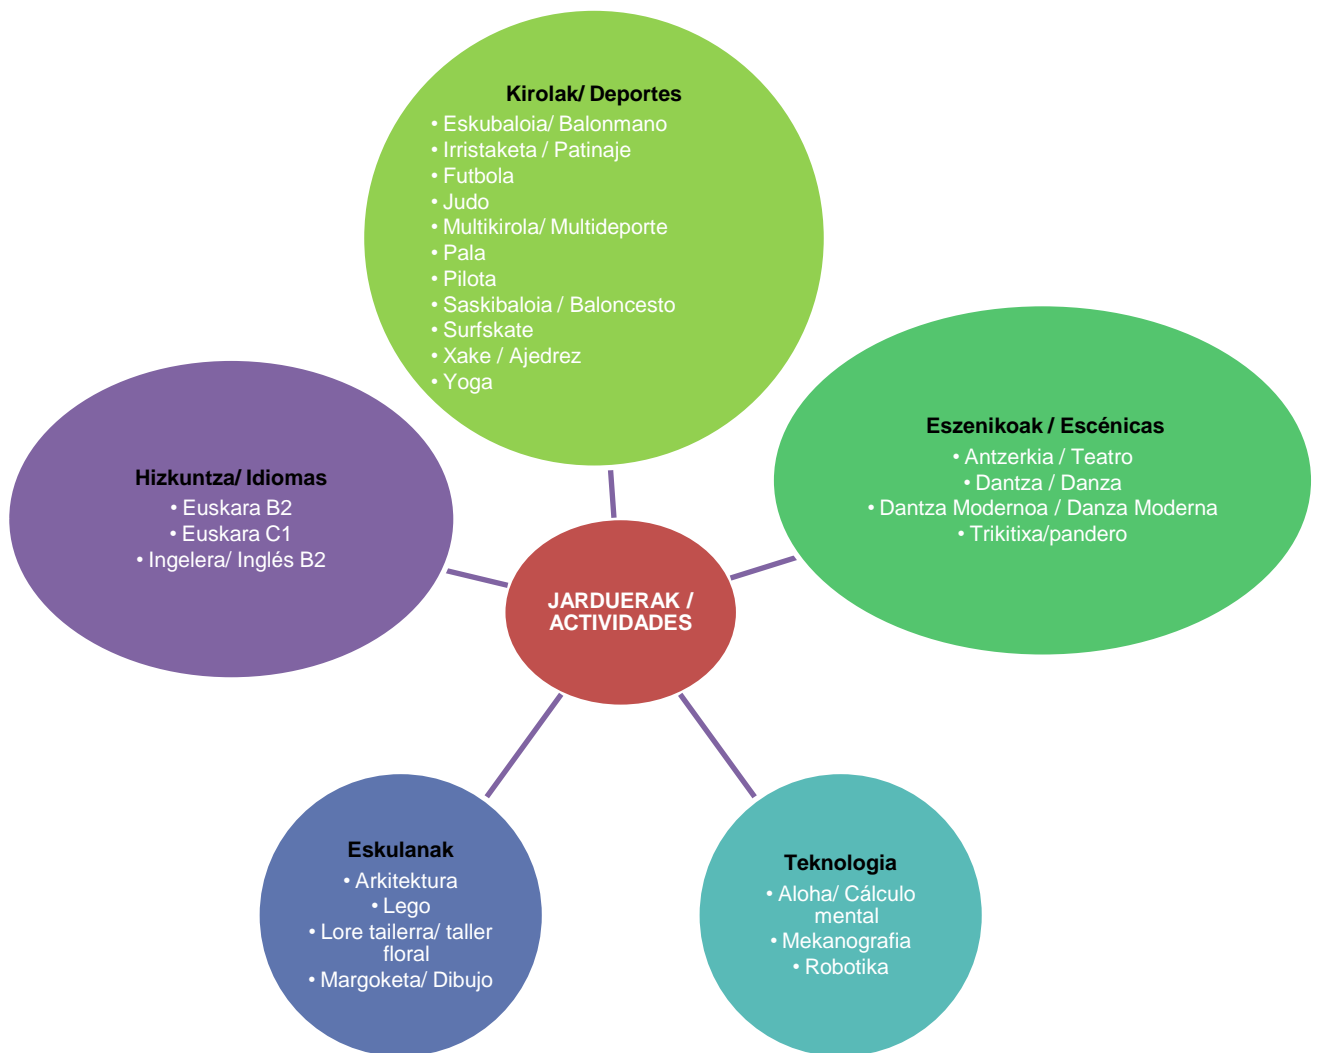 Kirolak/ Deportes
• Eskubaloia/ Balonmano
• Irristaketa / Patinaje
• Futbola
• Judo
• Multikirola/ Multideporte
• Pala
• Pilota
• Saskibaloia / Baloncesto
• Surfskate
• Xake / Ajedrez
• Yoga
Eszenikoak / Escénicas
• Antzerkia / Teatro
• Dantza / Danza
• Dantza Modernoa / Danza Moderna
• Trikitixa/pandero
Hizkuntza/ Idiomas
• Euskara B2
• Euskara C1
• Ingelera/ Inglés B2
JARDUERAK /
ACTIVIDADES
Eskulanak
• Arkitektura
• Lego
• Lore tailerra/ taller
floral
• Margoketa/ Dibujo
Teknologia
• Aloha/ Cálculo
mental
• Mekanografia
• Robotika